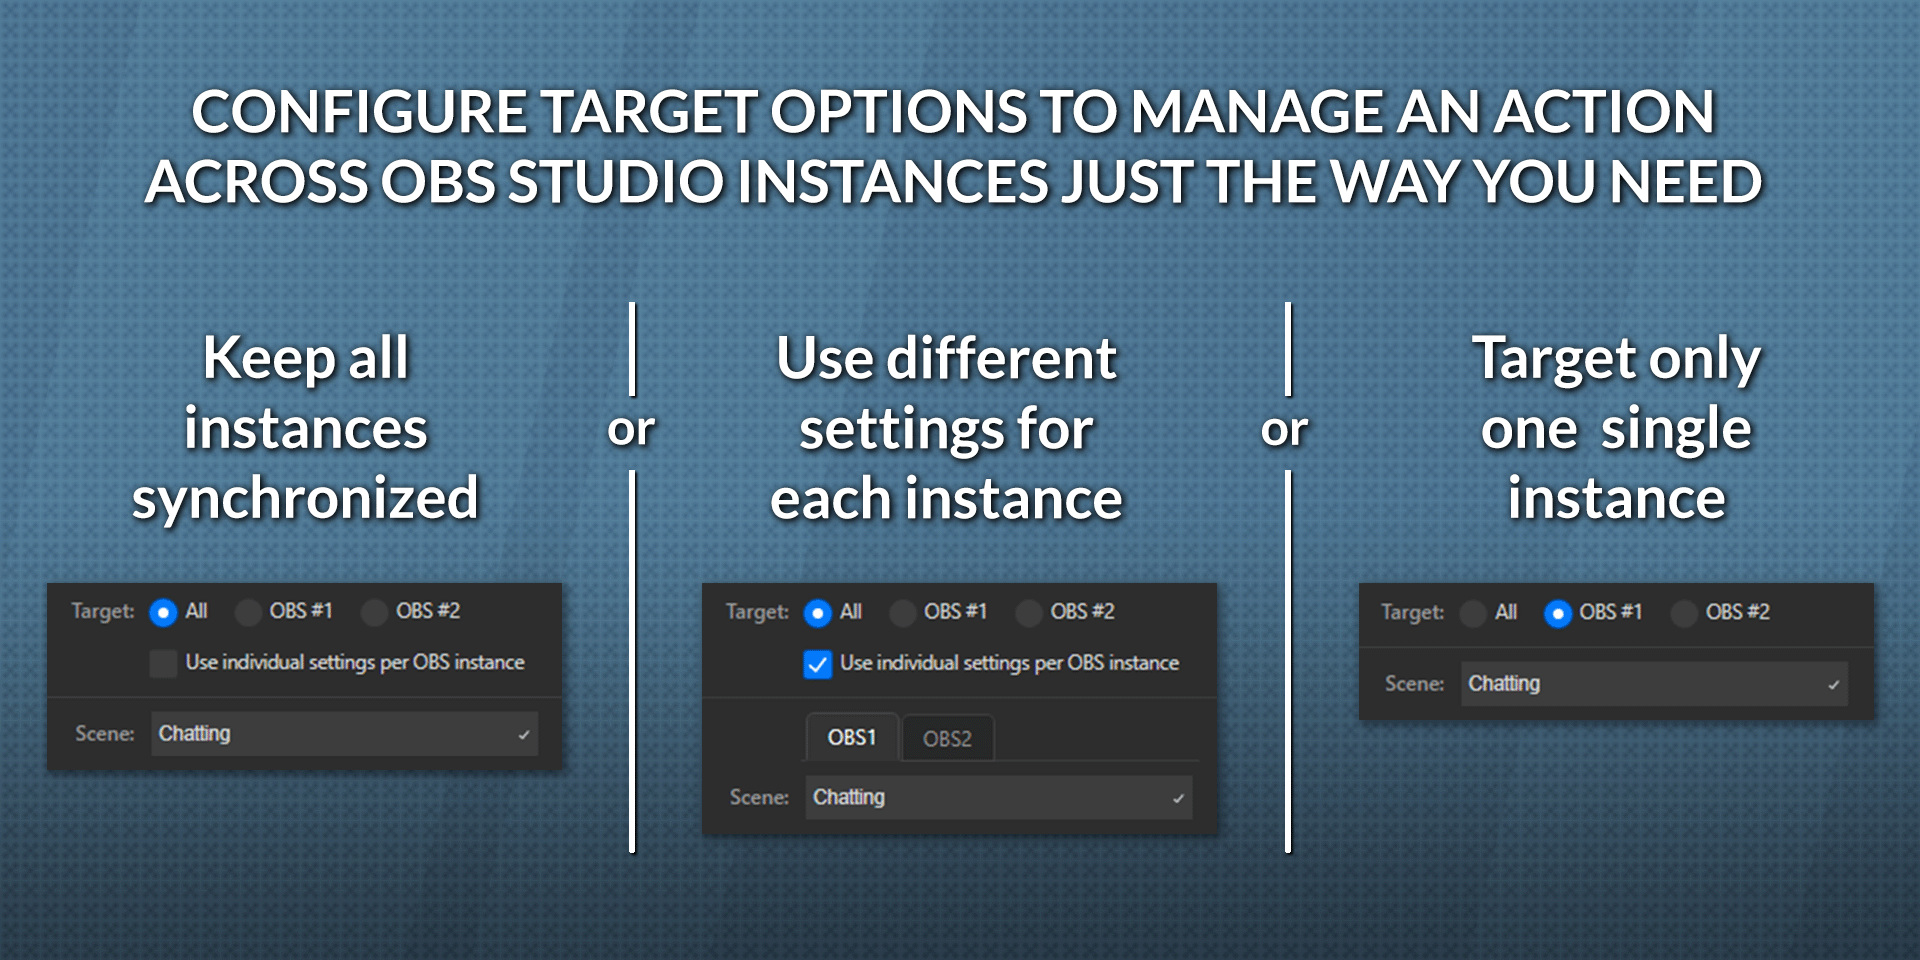 CONFIGURE TARGET OPTIONS TO MANAGE AN ACTION
ACROSS OBS STUDIO INSTANCES JUST THE WAY YOU NEED
Keep all
instances
synchronized
Target: All OBS #1 OBS #2
Use individual settings per OBS instance
Scene: Chatting
or
Use different
settings for
each instance
Target: All OBS #1 OBS #2
Use individual settings per OBS instance
OBS1 OBS2
Scene: Chatting
or
Target only
one single
instance
Target: All OBS #1 OBS #2
Scene: Chatting